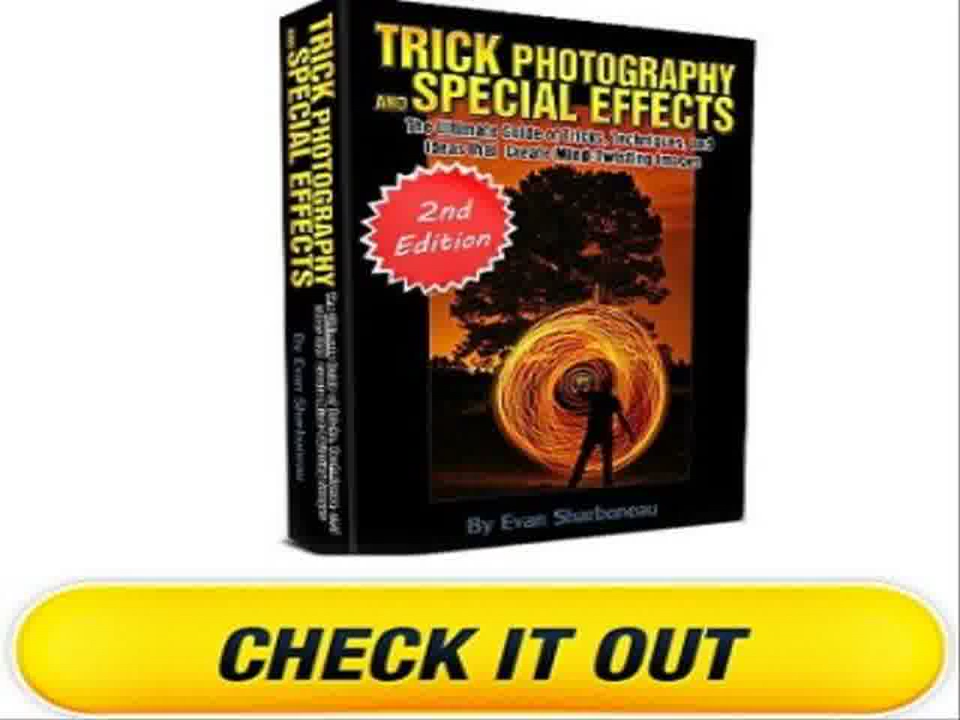 TRICK PHOTOGRAPHY
AND SPECIAL EFFECTS
The Ultimate Guide of Tricks, Techniques, and
Ideas that Create Mind-Twisting Images
2nd
Edition
By Evan Sharboneau
TRICK PHOTOGRAPHY
AND SPECIAL EFFECTS
By Evan Sharboneau
CHECK IT OUT